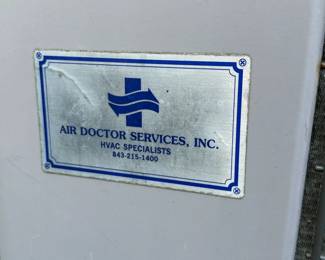 AIR DOCTOR SERVICES, INC.
HVAC SPECIALISTS
843-215-1400